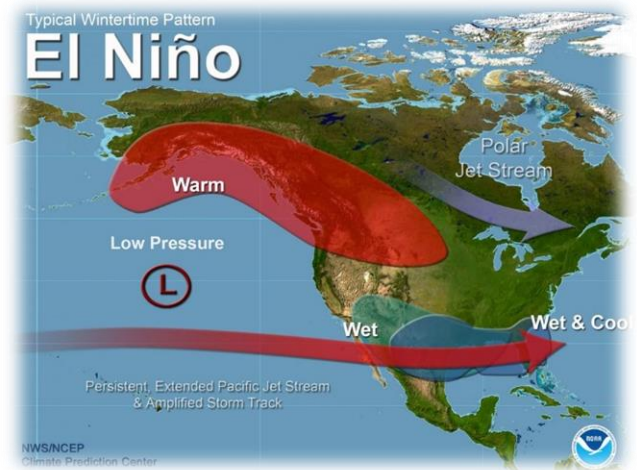 Typical Wintertime Pattern
El Niño
Polar
Jet Stream
Warm
Low Pressure
L
Wet
Wet & Cool
Persistent, Extended Pacific Jet Stream
& Amplified Storm Track
NWS/NCEP
Climate Prediction Center
NOAA